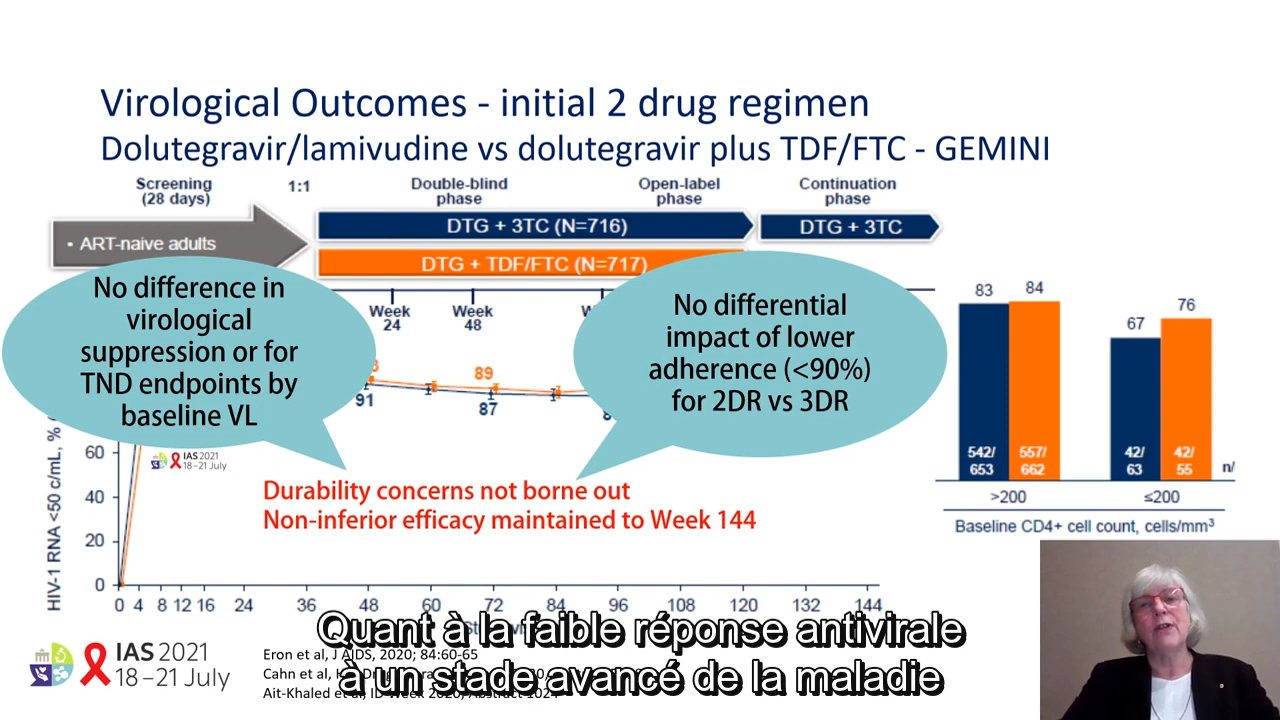 Virological Outcomes - initial 2 drug regimen
Dolutegravir/lamivudine vs dolutegravir plus TDF/FTC - GEMINI
Screening
(28 days)
1:1
Double-blind
phase
Open-label
phase
Continuation
phase
• ART-naive adults
DTG + 3TC (N=716)
DTG + 3TC
DTG + TDF/FTC (N=717)
No difference in
virological
suppression or for
TND endpoints by
baseline VL
Week
24
Week
48
No differential
impact of lower
adherence (<90%)
for 2DR vs 3DR
91
89
87
HIV-1 RNA <50 c/mL, %
60
40
20
0
0 4 8 12 16 24 36 48 60 72 84 96 108 120 132 144
IAS 2021
18–21 July
Durability concerns not borne out
Non-inferior efficacy maintained to Week 144
83 84
67 76
542/
653
557/
662
42/
63
42/
55
n/
>200 ≤200
Baseline CD4+ cell count, cells/mm³
IAS 2021
18–21 July
Eron et al, J AIDS, 2020; 84:60-65
Cahn et al,
Ait-Khaled et al, ID Week 2020, Abstract 1024
Quant à la faible réponse antivirale
à un stade avancé de la maladie